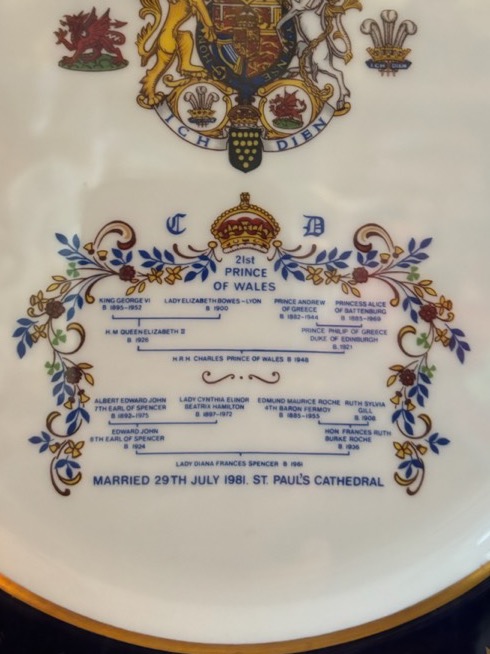 ICH DIEN
ICH DIEN
C D
21st
PRINCE
OF WALES
KING GEORGE VI LADY ELIZABETH BOWES-LYON PRINCE ANDREW PRINCESS ALICE
B 1895-1952 B 1900 OF GREECE OF BATTENBURG
B 1882-1944 B 1885-1969
H.M QUEEN ELIZABETH II PRINCE PHILIP OF GREECE
B 1926 DUKE OF EDINBURGH
B 1921
H.R.H. CHARLES PRINCE OF WALES B 1948
ALBERT EDWARD JOHN LADY CYNTHIA ELINOR EDMUND MAURICE ROCHE RUTH SYLVIA
7TH EARL OF SPENCER BEATRIX HAMILTON 4TH BARON FERMOY GILL
B 1892-1975 B 1897-1972 B 1885-1955 B 1908
EDWARD JOHN HON FRANCES RUTH
8TH EARL OF SPENCER BURKE ROCHE
B 1924 B 1936
LADY DIANA FRANCES SPENCER B 1961
MARRIED 29TH JULY 1981. ST. PAUL'S CATHEDRAL